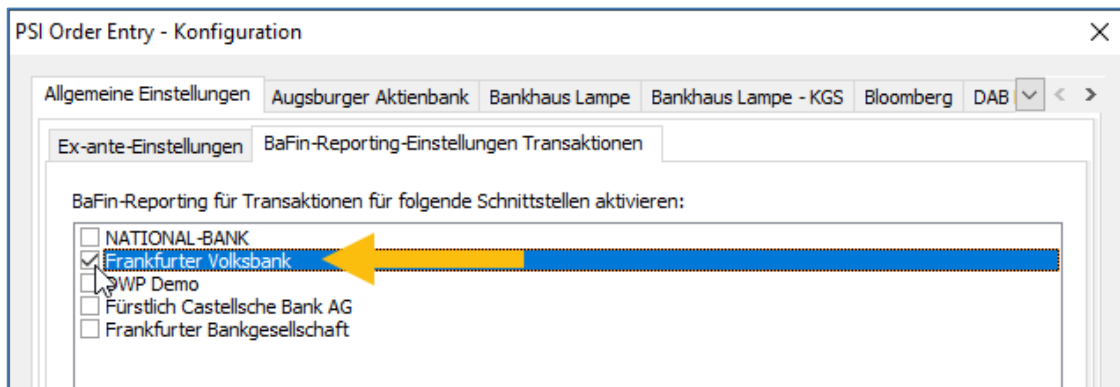 PSI Order Entry - Konfiguration
Allgemeine Einstellungen Augsburger Aktienbank Bankhaus Lampe Bankhaus Lampe - KGS Bloomberg DAB
Ex-ante-Einstellungen BaFin-Reporting-Einstellungen Transaktionen
BaFin-Reporting für Transaktionen für folgende Schnittstellen aktivieren:
NATIONAL-BANK
Frankfurter Volksbank
DWP Demo
Fürstlich Castellsche Bank AG
Frankfurter Bankgesellschaft